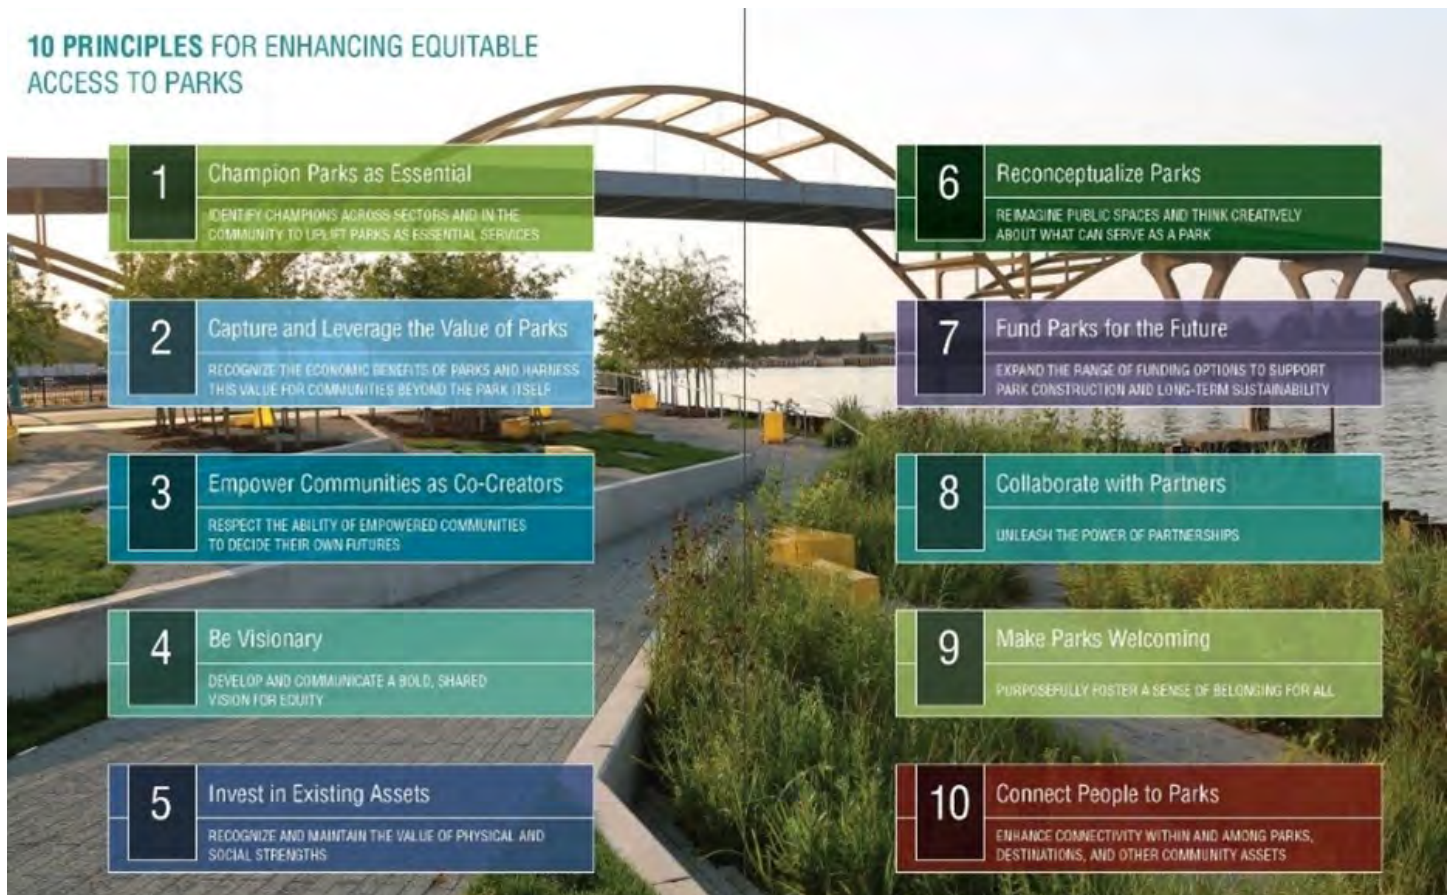 10 PRINCIPLES FOR ENHANCING EQUITABLE
ACCESS TO PARKS
1
Champion Parks as Essential
IDENTIFY CHAMPIONS ACROSS SECTORS AND IN THE
COMMUNITY TO UPLIFT PARKS AS ESSENTIAL SERVICES
2
Capture and Leverage the Value of Parks
RECOGNIZE THE ECONOMIC BENEFITS OF PARKS AND HARNESS
THIS VALUE FOR COMMUNITIES BEYOND THE PARK ITSELF
3
Empower Communities as Co-Creators
RESPECT THE ABILITY OF EMPOWERED COMMUNITIES
TO DECIDE THEIR OWN FUTURES
4
Be Visionary
DEVELOP AND COMMUNICATE A BOLD, SHARED
VISION FOR EQUITY
5
Invest in Existing Assets
RECOGNIZE AND MAINTAIN THE VALUE OF PHYSICAL AND
SOCIAL STRENGTHS
6
Reconceptualize Parks
REIMAGINE PUBLIC SPACES AND THINK CREATIVELY
ABOUT WHAT CAN SERVE AS A PARK
7
Fund Parks for the Future
EXPAND THE RANGE OF FUNDING OPTIONS TO SUPPORT
PARK CONSTRUCTION AND LONG-TERM SUSTAINABILITY
8
Collaborate with Partners
UNLEASH THE POWER OF PARTNERSHIPS
9
Make Parks Welcoming
PURPOSEFULLY FOSTER A SENSE OF BELONGING FOR ALL
10
Connect People to Parks
ENHANCE CONNECTIVITY WITHIN AND AMONG PARKS,
DESTINATIONS, AND OTHER COMMUNITY ASSETS